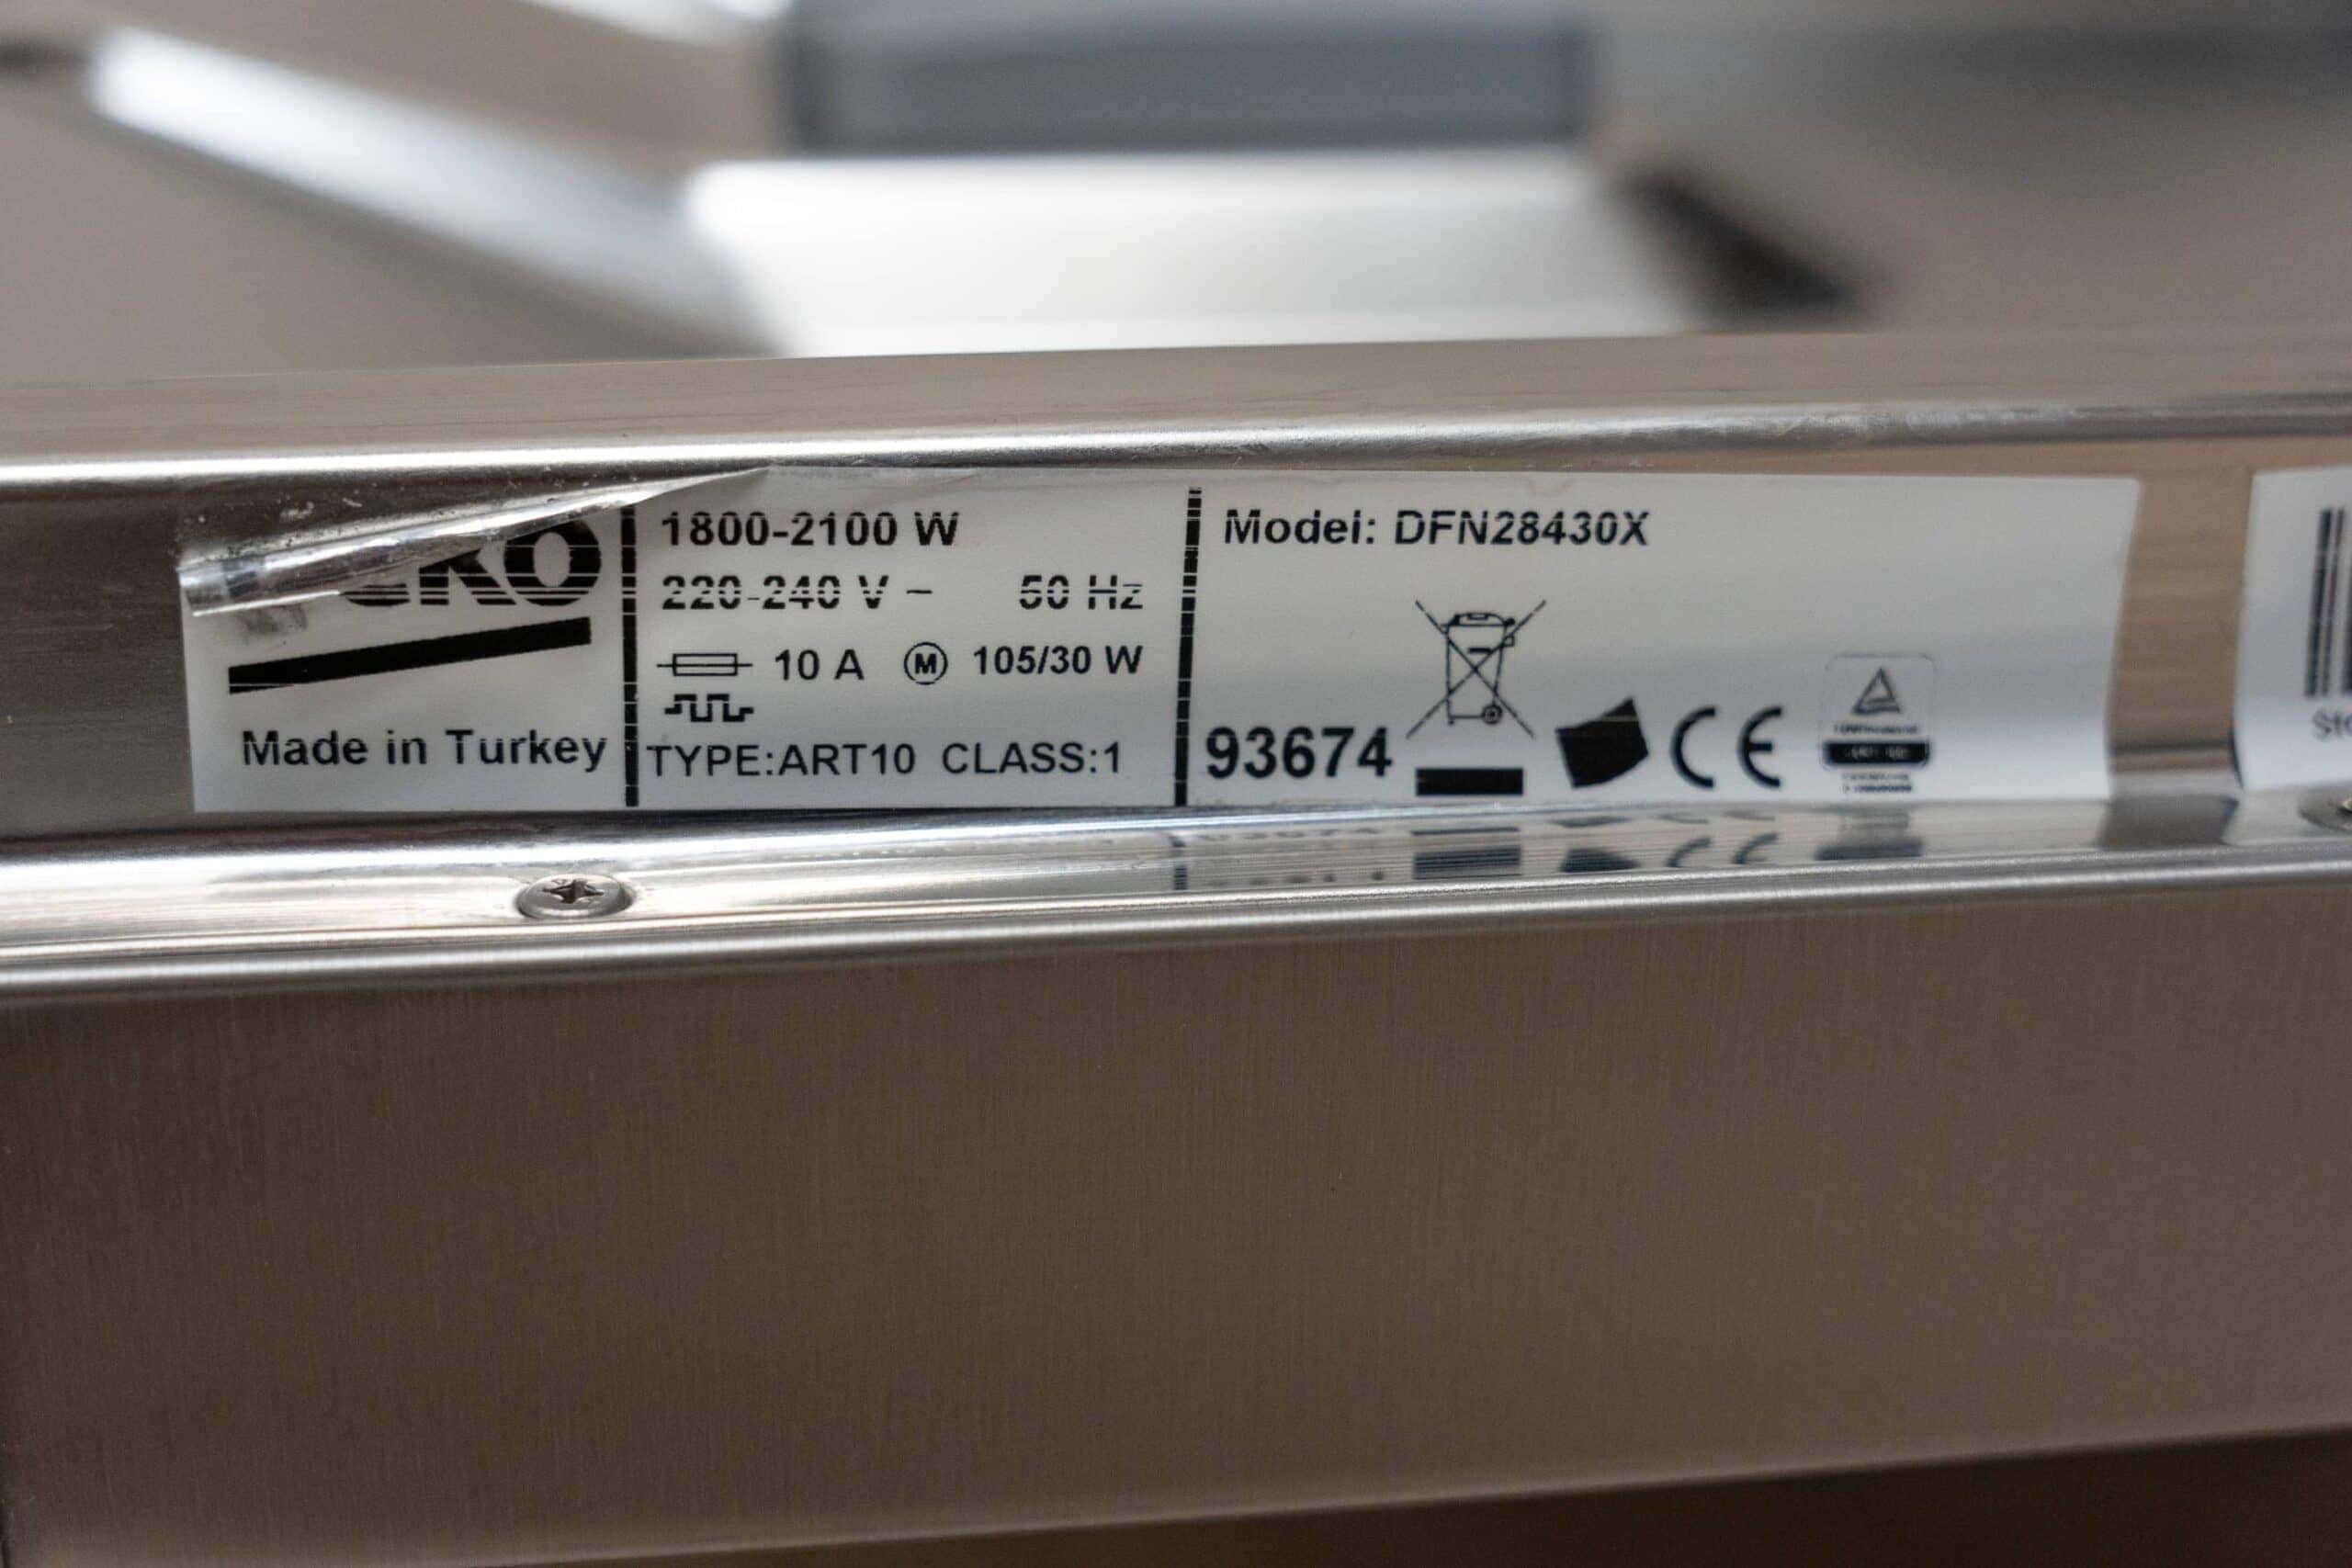 Made in Turkey
1800-2100 W
220-240 V ~ 50 Hz
10 A M 105/30 W
TYPE:ART10 CLASS:1
Model: DFN28430X
93674
CE